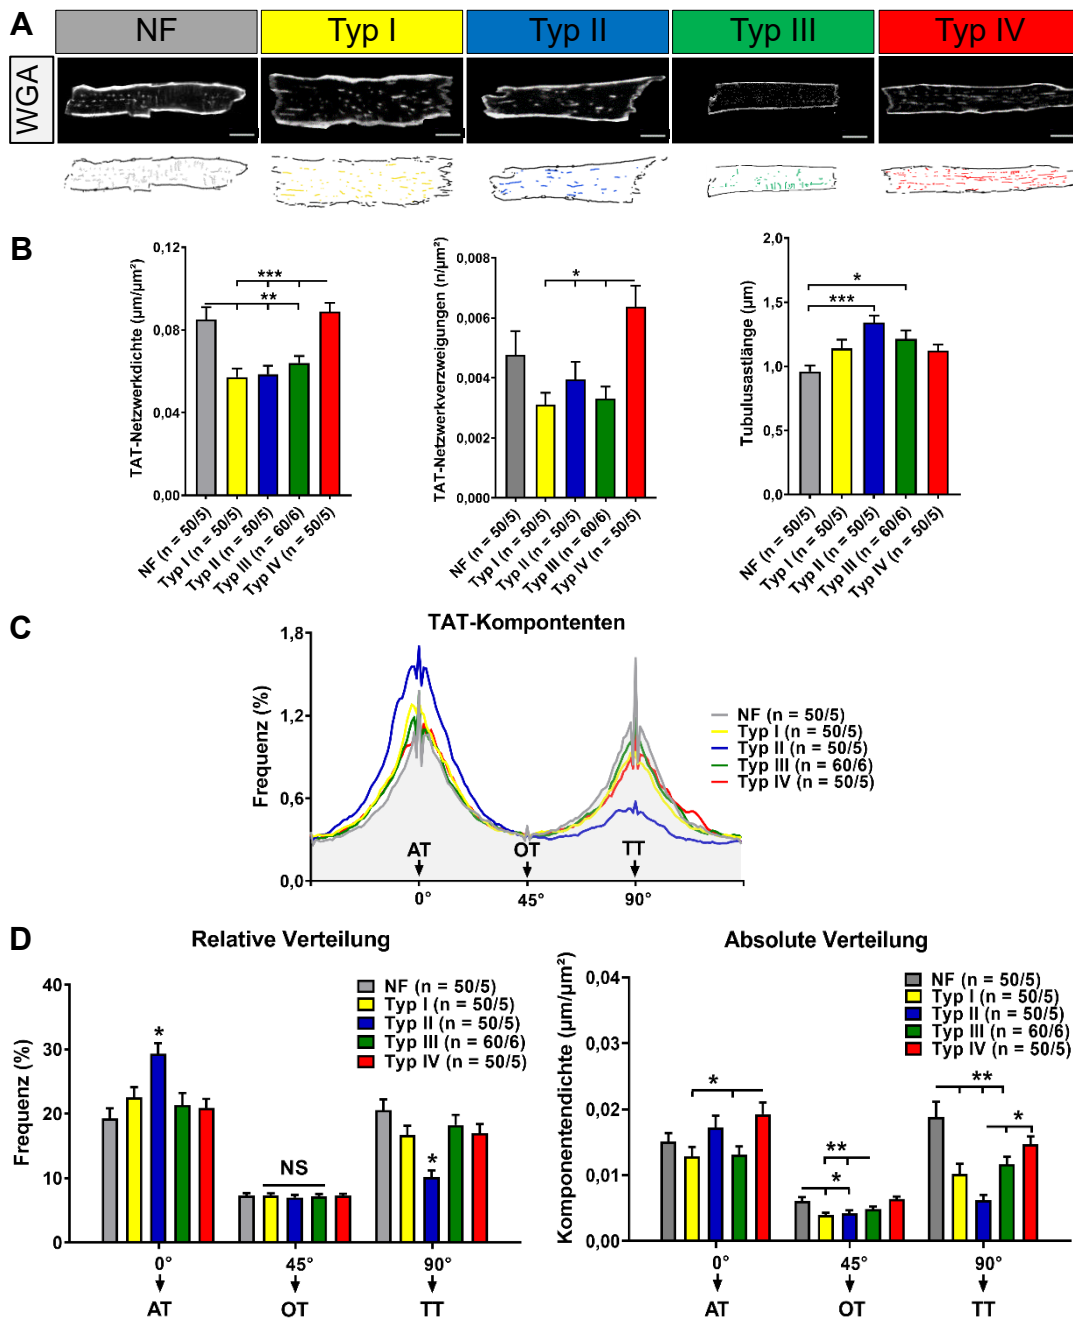 A
NF
Typ I
Typ II
Typ III
Typ IV
WGA
B
TAT-Netzwerkdichte (µm/µm²)
0,12
0,08
0,04
0,00
***
**
NF (n = 50/5)
Typ I (n = 50/5)
Typ II (n = 50/5)
Typ III (n = 60/6)
Typ IV (n = 50/5)
TAT-Netzwerkverzweigungen (n/µm²)
0,008
0,006
0,004
0,002
0,000
*
NF (n = 50/5)
Typ I (n = 50/5)
Typ II (n = 50/5)
Typ III (n = 60/6)
Typ IV (n = 50/5)
Tubulusastlänge (µm)
2,0
1,5
1,0
0,5
0,0
*
***
NF (n = 50/5)
Typ I (n = 50/5)
Typ II (n = 50/5)
Typ III (n = 60/6)
Typ IV (n = 50/5)
C
TAT-Kompontenten
Frequenz (%)
1,8
1,2
0,6
0,0
AT
OT
TT
0°
45°
90°
NF (n = 50/5)
Typ I (n = 50/5)
Typ II (n = 50/5)
Typ III (n = 60/6)
Typ IV (n = 50/5)
D
Relative Verteilung
Frequenz (%)
40
30
20
10
0
NF (n = 50/5)
Typ I (n = 50/5)
Typ II (n = 50/5)
Typ III (n = 60/6)
Typ IV (n = 50/5)
*
NS
*
0°
45°
90°
AT
OT
TT
Absolute Verteilung
Komponentendichte (µm/µm²)
0,04
0,03
0,02
0,01
0,00
NF (n = 50/5)
Typ I (n = 50/5)
Typ II (n = 50/5)
Typ III (n = 60/6)
Typ IV (n = 50/5)
*
**
*
**
*
0°
45°
90°
AT
OT
TT